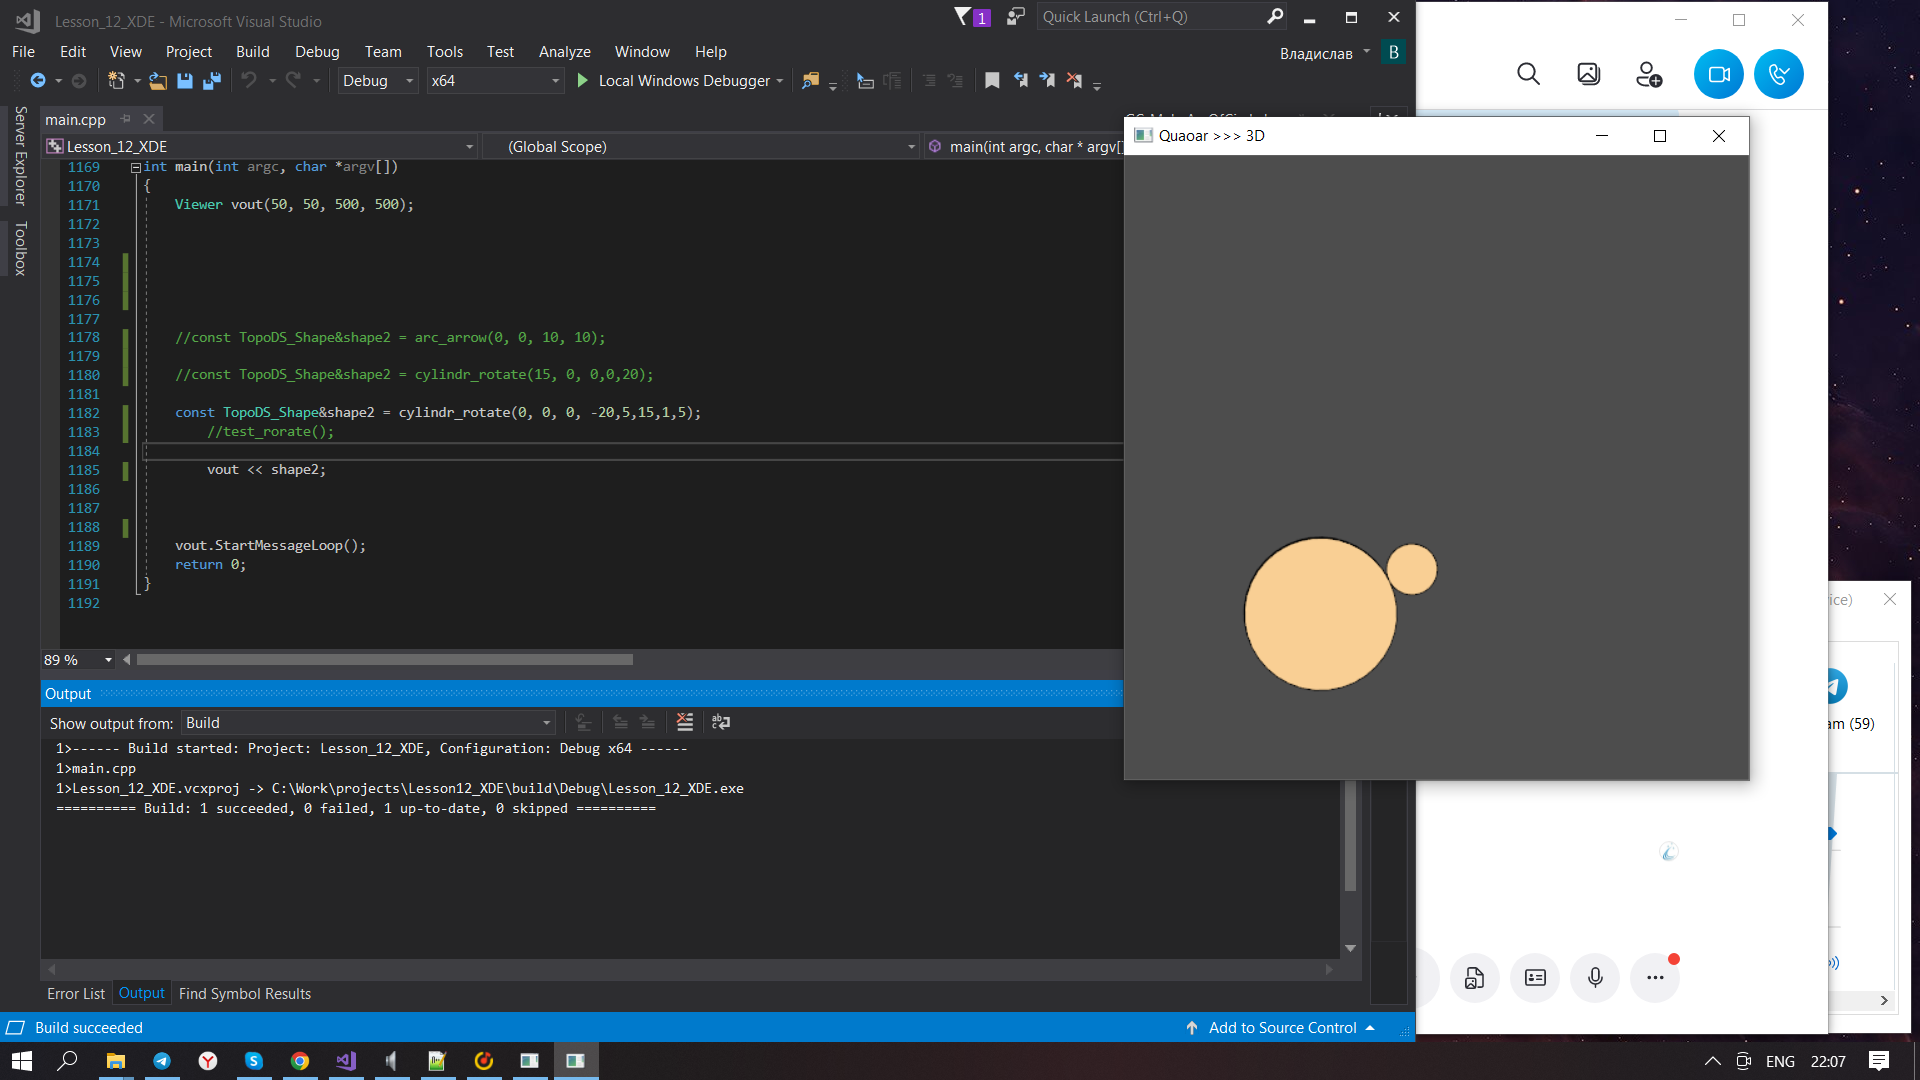 Lesson_12_XDE - Microsoft Visual Studio
1
Quick Launch (Ctrl+Q)
File Edit View Project Build Debug Team Tools Test Analyze Window Help
Владислав
B
Debug
x64
Local Windows Debugger
Server Explorer
Toolbox
main.cpp
Lesson_12_XDE
(Global Scope)
main(int argc, char * argv[]
1169 int main(int argc, char *argv[])
1170 {
1171 Viewer vout(50, 50, 500, 500);
1172
1173
1174
1175
1176
1177
1178 //const TopoDS_Shape&shape2 = arc_arrow(0, 0, 10, 10);
1179
1180 //const TopoDS_Shape&shape2 = cylindr_rotate(15, 0, 0,0,20);
1181
1182 const TopoDS_Shape&shape2 = cylindr_rotate(0, 0, 0, -20,5,15,1,5);
1183 //test_rorate();
1184
1185 vout << shape2;
1186
1187
1188
1189 vout.StartMessageLoop();
1190 return 0;
1191 }
1192
89 %
Output
Show output from: Build
1>------ Build started: Project: Lesson_12_XDE, Configuration: Debug x64 ------
1>main.cpp
1>Lesson_12_XDE.vcxproj -> C:\Work\projects\Lesson12_XDE\build\Debug\Lesson_12_XDE.exe
========== Build: 1 succeeded, 0 failed, 1 up-to-date, 0 skipped ==========
Error List Output Find Symbol Results
Build succeeded
Add to Source Control
Quaoar >>> 3D
ice)
am (59)
ENG 22:07